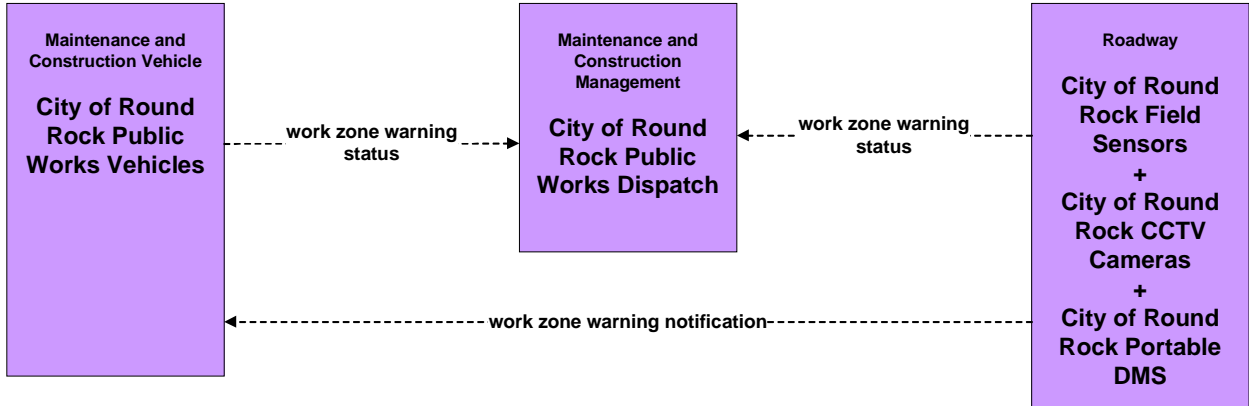 Maintenance and
Construction Vehicle
City of Round
Rock Public
Works Vehicles
work zone warning
status
Maintenance and
Construction
Management
City of Round
Rock Public
Works Dispatch
work zone warning
status
Roadway
City of Round
Rock Field
Sensors
+
City of Round
Rock CCTV
Cameras
+
City of Round
Rock Portable
DMS
work zone warning notification